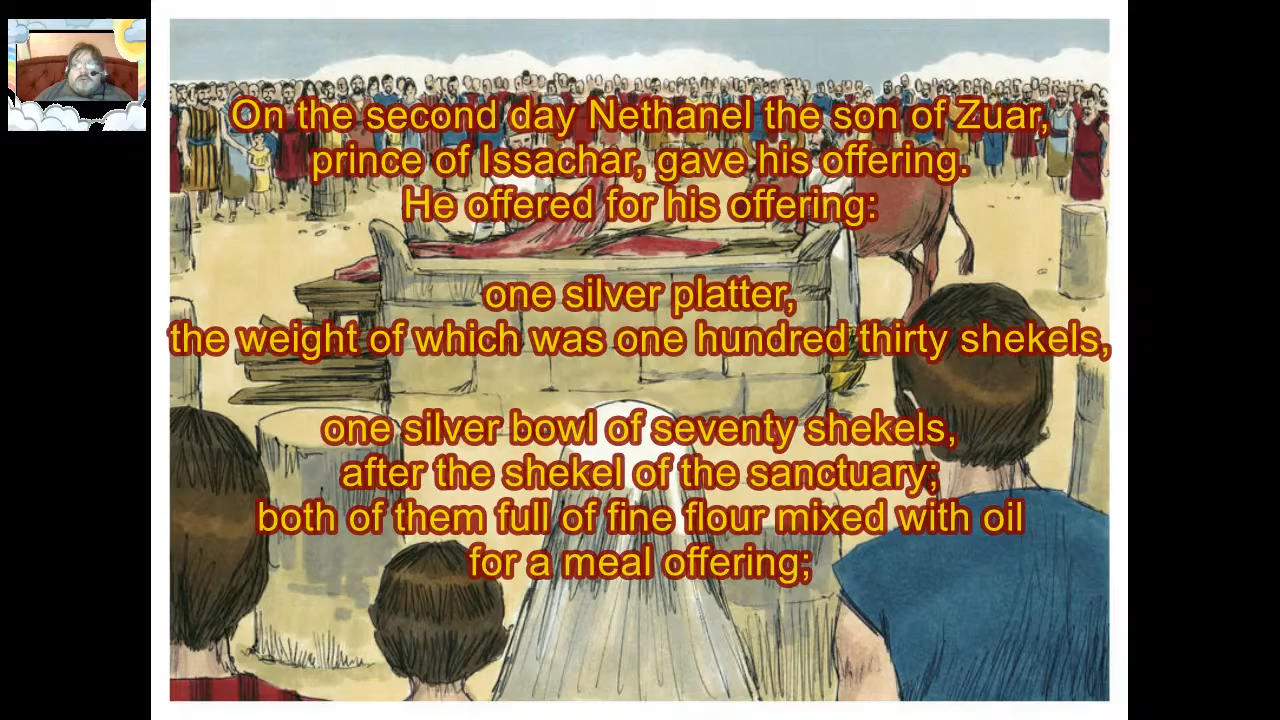 On the second day Nethanel the son of Zuar,
prince of Issachar, gave his offering.
He offered for his offering:
one silver platter,
the weight of which was one hundred thirty shekels,
one silver bowl of seventy shekels,
after the shekel of the sanctuary;
both of them full of fine flour mixed with oil
for a meal offering;